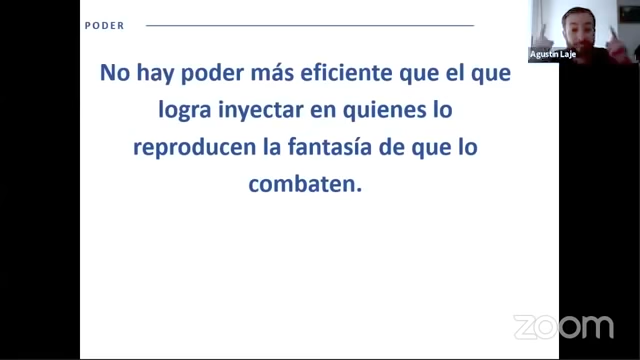 PODER
Agustín Laje
No hay poder más eficiente que el que
logra inyectar en quienes lo
reproducen la fantasía de que lo
combaten.
zoom